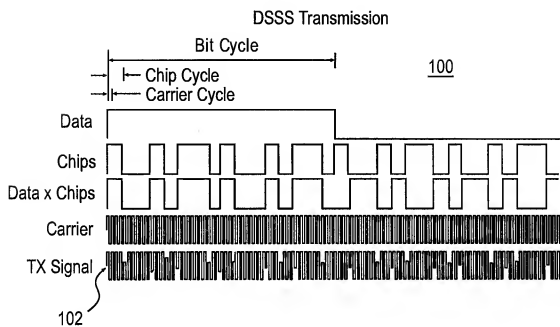 DSSS Transmission
Bit Cycle
100
Chip Cycle
Carrier Cycle
Data
Chips
Data x Chips
Carrier
TX Signal
102